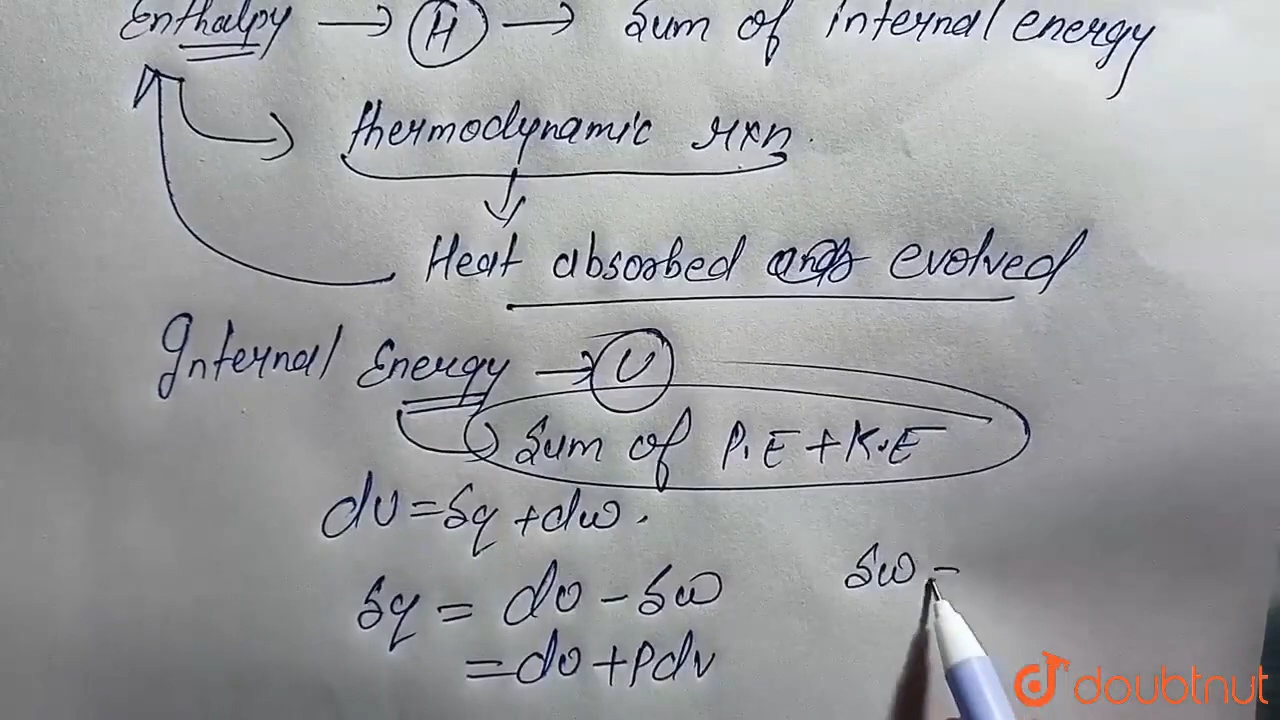 Enthalpy → H → Sum of internal energy
thermodynamic rxn.
Heat absorbed evolved
Internal Energy → U
Sum of P.E + K.E
dU = δq + dw.
δq = dU - δw
δw =
= dU + Pdv
doubtnut